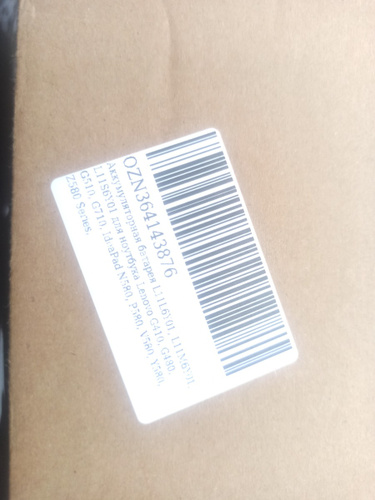 OZN364143876
Аккумуляторная батарея L11L6Y01, L11M6Y01,
L11S6Y01 для ноутбука Lenovo G410, G480,
G510, G710, IdeaPad N580, P580, V580, Y580,
Z580 Series.